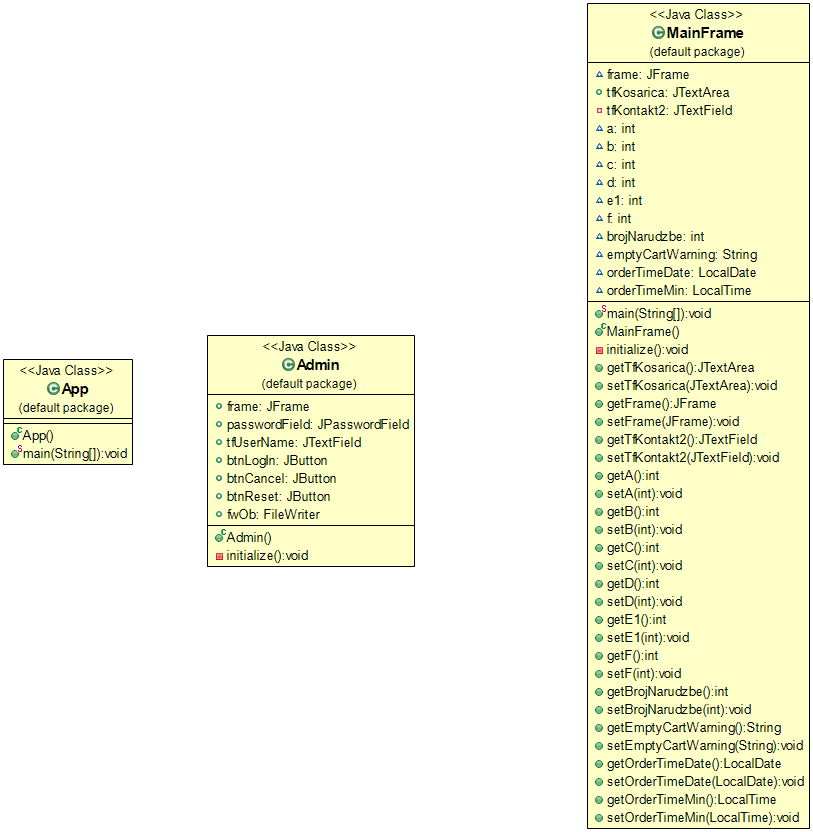 <<Java Class>>
App
(default package)
App()
main(String[]):void
<<Java Class>>
Admin
(default package)
frame: JFrame
passwordField: JPasswordField
tfUserName: JTextField
btnLogIn: JButton
btnCancel: JButton
btnReset: JButton
fwOb: FileWriter
Admin()
initialize():void
<<Java Class>>
MainFrame
(default package)
frame: JFrame
tfKosarica: JTextArea
tfKontakt2: JTextField
a: int
b: int
c: int
d: int
e1: int
f: int
brojNarudzbe: int
emptyCartWarning: String
orderTimeDate: LocalDate
orderTimeMin: LocalTime
main(String[]):void
MainFrame()
initialize():void
getTfKosarica():JTextArea
setTfKosarica(JTextArea):void
getFrame():JFrame
setFrame(JFrame):void
getTfKontakt2():JTextField
setTfKontakt2(JTextField):void
getA():int
setA(int):void
getB():int
setB(int):void
getC():int
setC(int):void
getD():int
setD(int):void
getE1():int
setE1(int):void
getF():int
setF(int):void
getBrojNarudzbe():int
setBrojNarudzbe(int):void
getEmptyCartWarning():String
setEmptyCartWarning(String):void
getOrderTimeDate():LocalDate
setOrderTimeDate(LocalDate):void
getOrderTimeMin():LocalTime
setOrderTimeMin(LocalTime):void